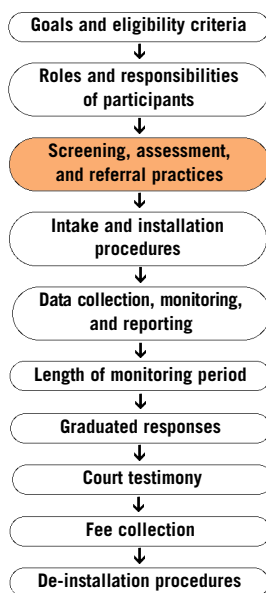 Goals and eligibility criteria
Roles and responsibilities
of participants
Screening, assessment,
and referral practices
Intake and installation
procedures
Data collection, monitoring,
and reporting
Length of monitoring period
Graduated responses
Court testimony
Fee collection
De-installation procedures